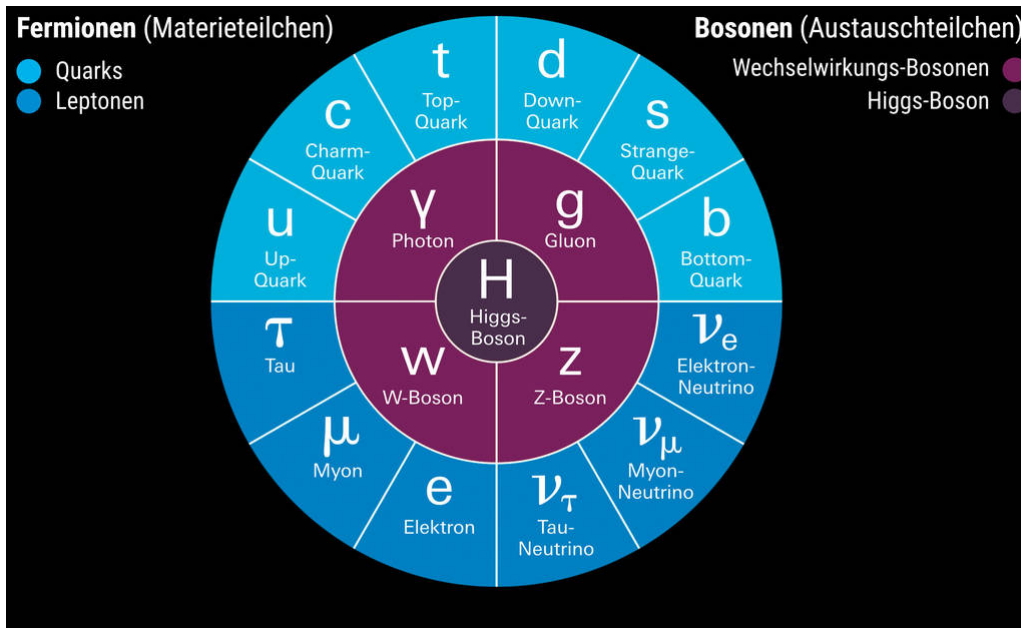 Fermionen (Materieteilchen)
Quarks
Leptonen
Bosonen (Austauschteilchen)
Wechselwirkungs-Bosonen
Higgs-Boson
t
Top-
Quark
d
Down-
Quark
c
Charm-
Quark
s
Strange-
Quark
u
Up-
Quark
b
Bottom-
Quark
γ
Photon
g
Gluon
H
Higgs-
Boson
w
W-Boson
z
Z-Boson
τ
Tau
νe
Elektron-
Neutrino
μ
Myon
νμ
Myon-
Neutrino
e
Elektron
ντ
Tau-
Neutrino